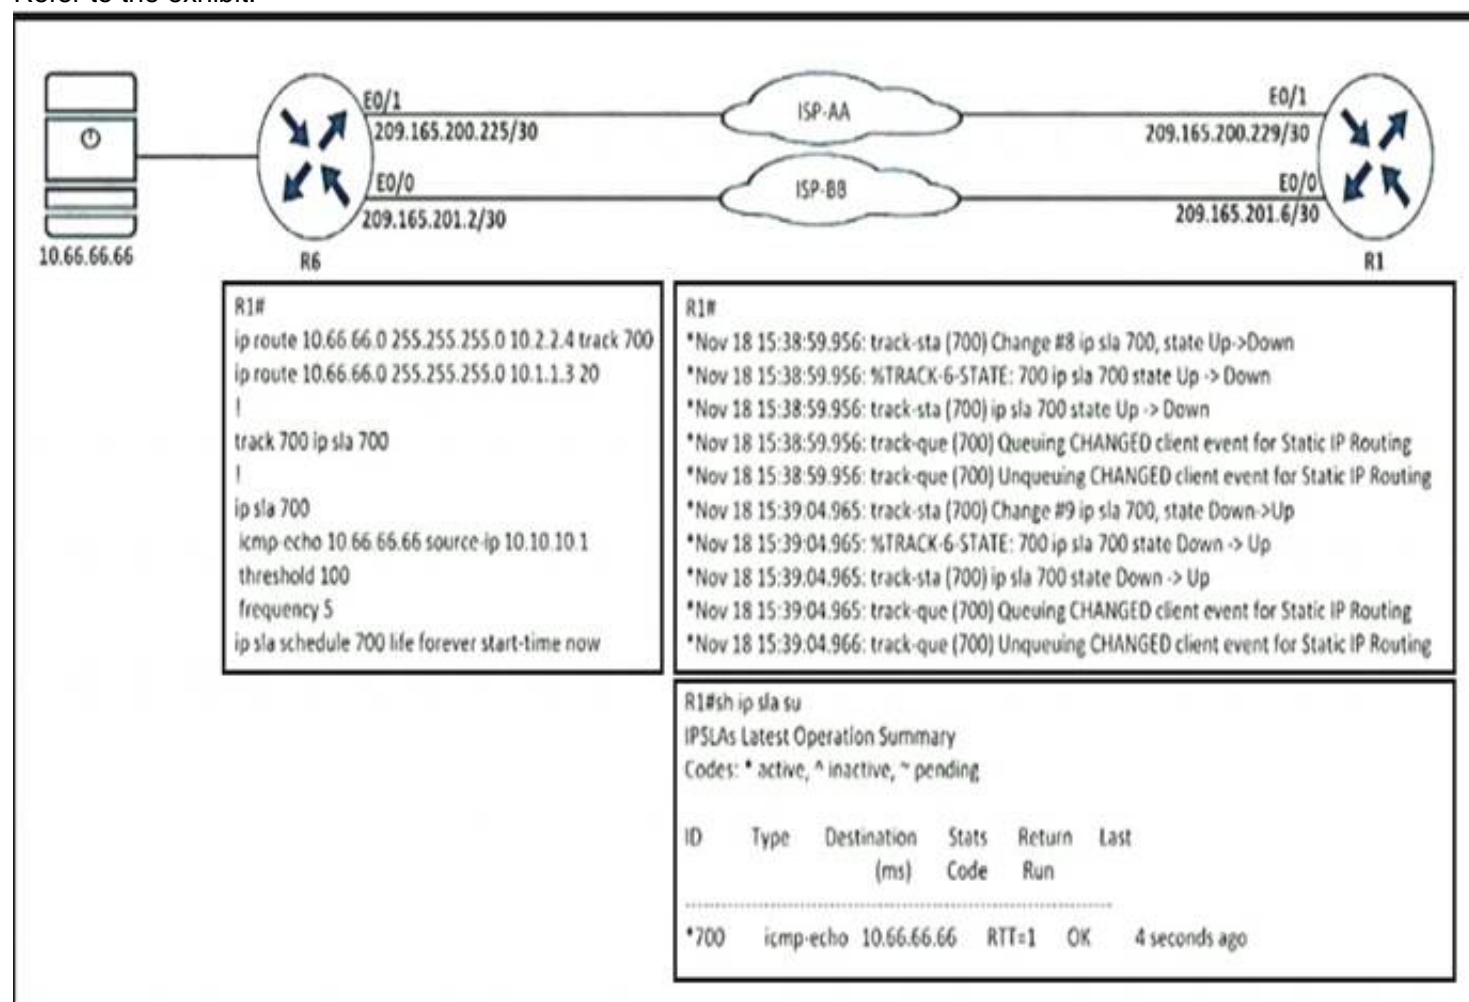 Refer to the exhibit.
E0/1
209.165.200.225/30
E0/0
209.165.201.2/30
ISP-AA
ISP-BB
E0/1
209.165.200.229/30
E0/0
209.165.201.6/30
10.66.66.66
R6
R1
R1#
ip route 10.66.66.0 255.255.255.0 10.2.2.4 track 700
ip route 10.66.66.0 255.255.255.0 10.1.1.3 20
!
track 700 ip sla 700
!
ip sla 700
icmp-echo 10.66.66.66 source-ip 10.10.10.1
threshold 100
frequency 5
ip sla schedule 700 life forever start-time now
R1#
*Nov 18 15:38:59.956: track-sta (700) Change #8 ip sla 700, state Up->Down
*Nov 18 15:38:59.956: %TRACK-6-STATE: 700 ip sla 700 state Up -> Down
*Nov 18 15:38:59.956: track-sta (700) ip sla 700 state Up -> Down
*Nov 18 15:38:59.956: track-que (700) Queuing CHANGED client event for Static IP Routing
*Nov 18 15:38:59.956: track-que (700) Unqueuing CHANGED client event for Static IP Routing
*Nov 18 15:39:04.965: track-sta (700) Change #9 ip sla 700, state Down->Up
*Nov 18 15:39:04.965: %TRACK-6-STATE: 700 ip sla 700 state Down -> Up
*Nov 18 15:39:04.965: track-sta (700) ip sla 700 state Down -> Up
*Nov 18 15:39:04.965: track-que (700) Queuing CHANGED client event for Static IP Routing
*Nov 18 15:39:04.966: track-que (700) Unqueuing CHANGED client event for Static IP Routing
R1#sh ip sla su
IPSLAs Latest Operation Summary
Codes: * active, ^ inactive, ~ pending
ID Type Destination Stats Return Last
(ms) Code Run
*700 icmp-echo 10.66.66.66 RTT=1 OK 4 seconds ago